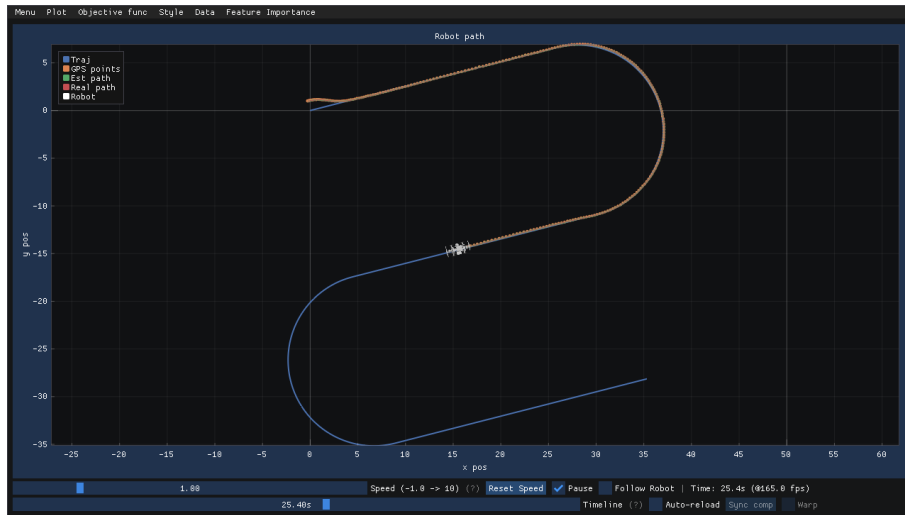 Menu Plot Objective func Style Data Feature Importance
Robot path
Traj
GPS points
Est path
Real path
Robot
5
0
-5
-10
-15
-20
-25
-30
-35
y pos
-25 -20 -15 -10 -5 0 5 10 15 20 25 30 35 40 45 50 55 60
x pos
1.00 Speed (-1.0 -> 10) (?) Reset Speed Pause Follow Robot | Time: 25.4s (@165.0 fps)
25.40s Timeline (?) Auto-reload Sync comp Warp